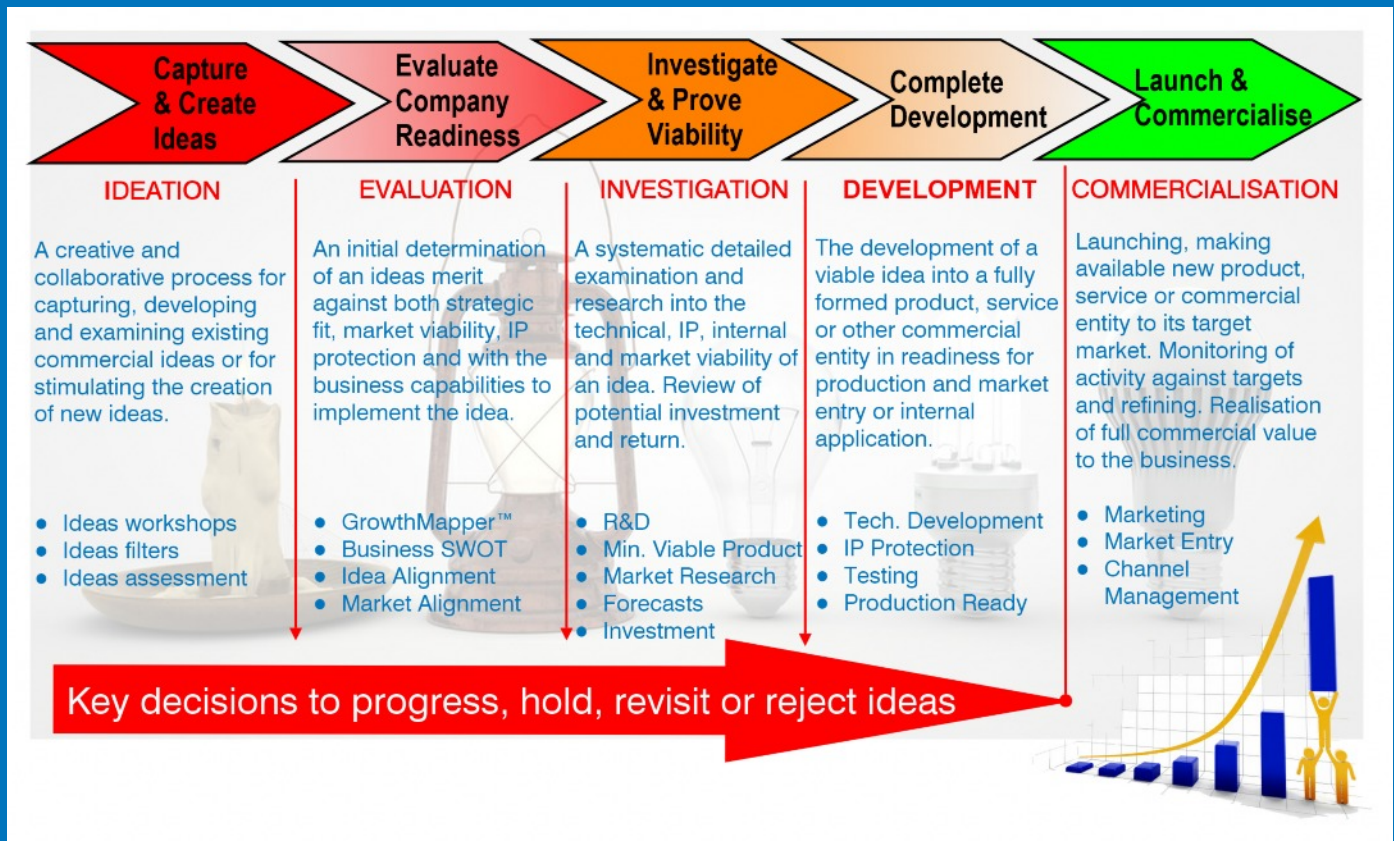 Capture
& Create
Ideas
Evaluate
Company
Readiness
Investigate
& Prove
Viability
Complete
Development
Launch &
Commercialise
IDEATION
A creative and
collaborative process for
capturing, developing
and examining existing
commercial ideas or for
stimulating the creation
of new ideas.
● Ideas workshops
● Ideas filters
● Ideas assessment
EVALUATION
An initial determination
of an ideas merit
against both strategic
fit, market viability, IP
protection and with the
business capabilities to
implement the idea.
● GrowthMapper™
● Business SWOT
● Idea Alignment
● Market Alignment
INVESTIGATION
A systematic detailed
examination and
research into the
technical, IP, internal
and market viability of
an idea. Review of
potential investment
and return.
● R&D
● Min. Viable Product
● Market Research
● Forecasts
● Investment
DEVELOPMENT
The development of a
viable idea into a fully
formed product, service
or other commercial
entity in readiness for
production and market
entry or internal
application.
● Tech. Development
● IP Protection
● Testing
● Production Ready
COMMERCIALISATION
Launching, making
available new product,
service or commercial
entity to its target
market. Monitoring of
activity against targets
and refining. Realisation
of full commercial value
to the business.
● Marketing
● Market Entry
● Channel
Management
Key decisions to progress, hold, revisit or reject ideas